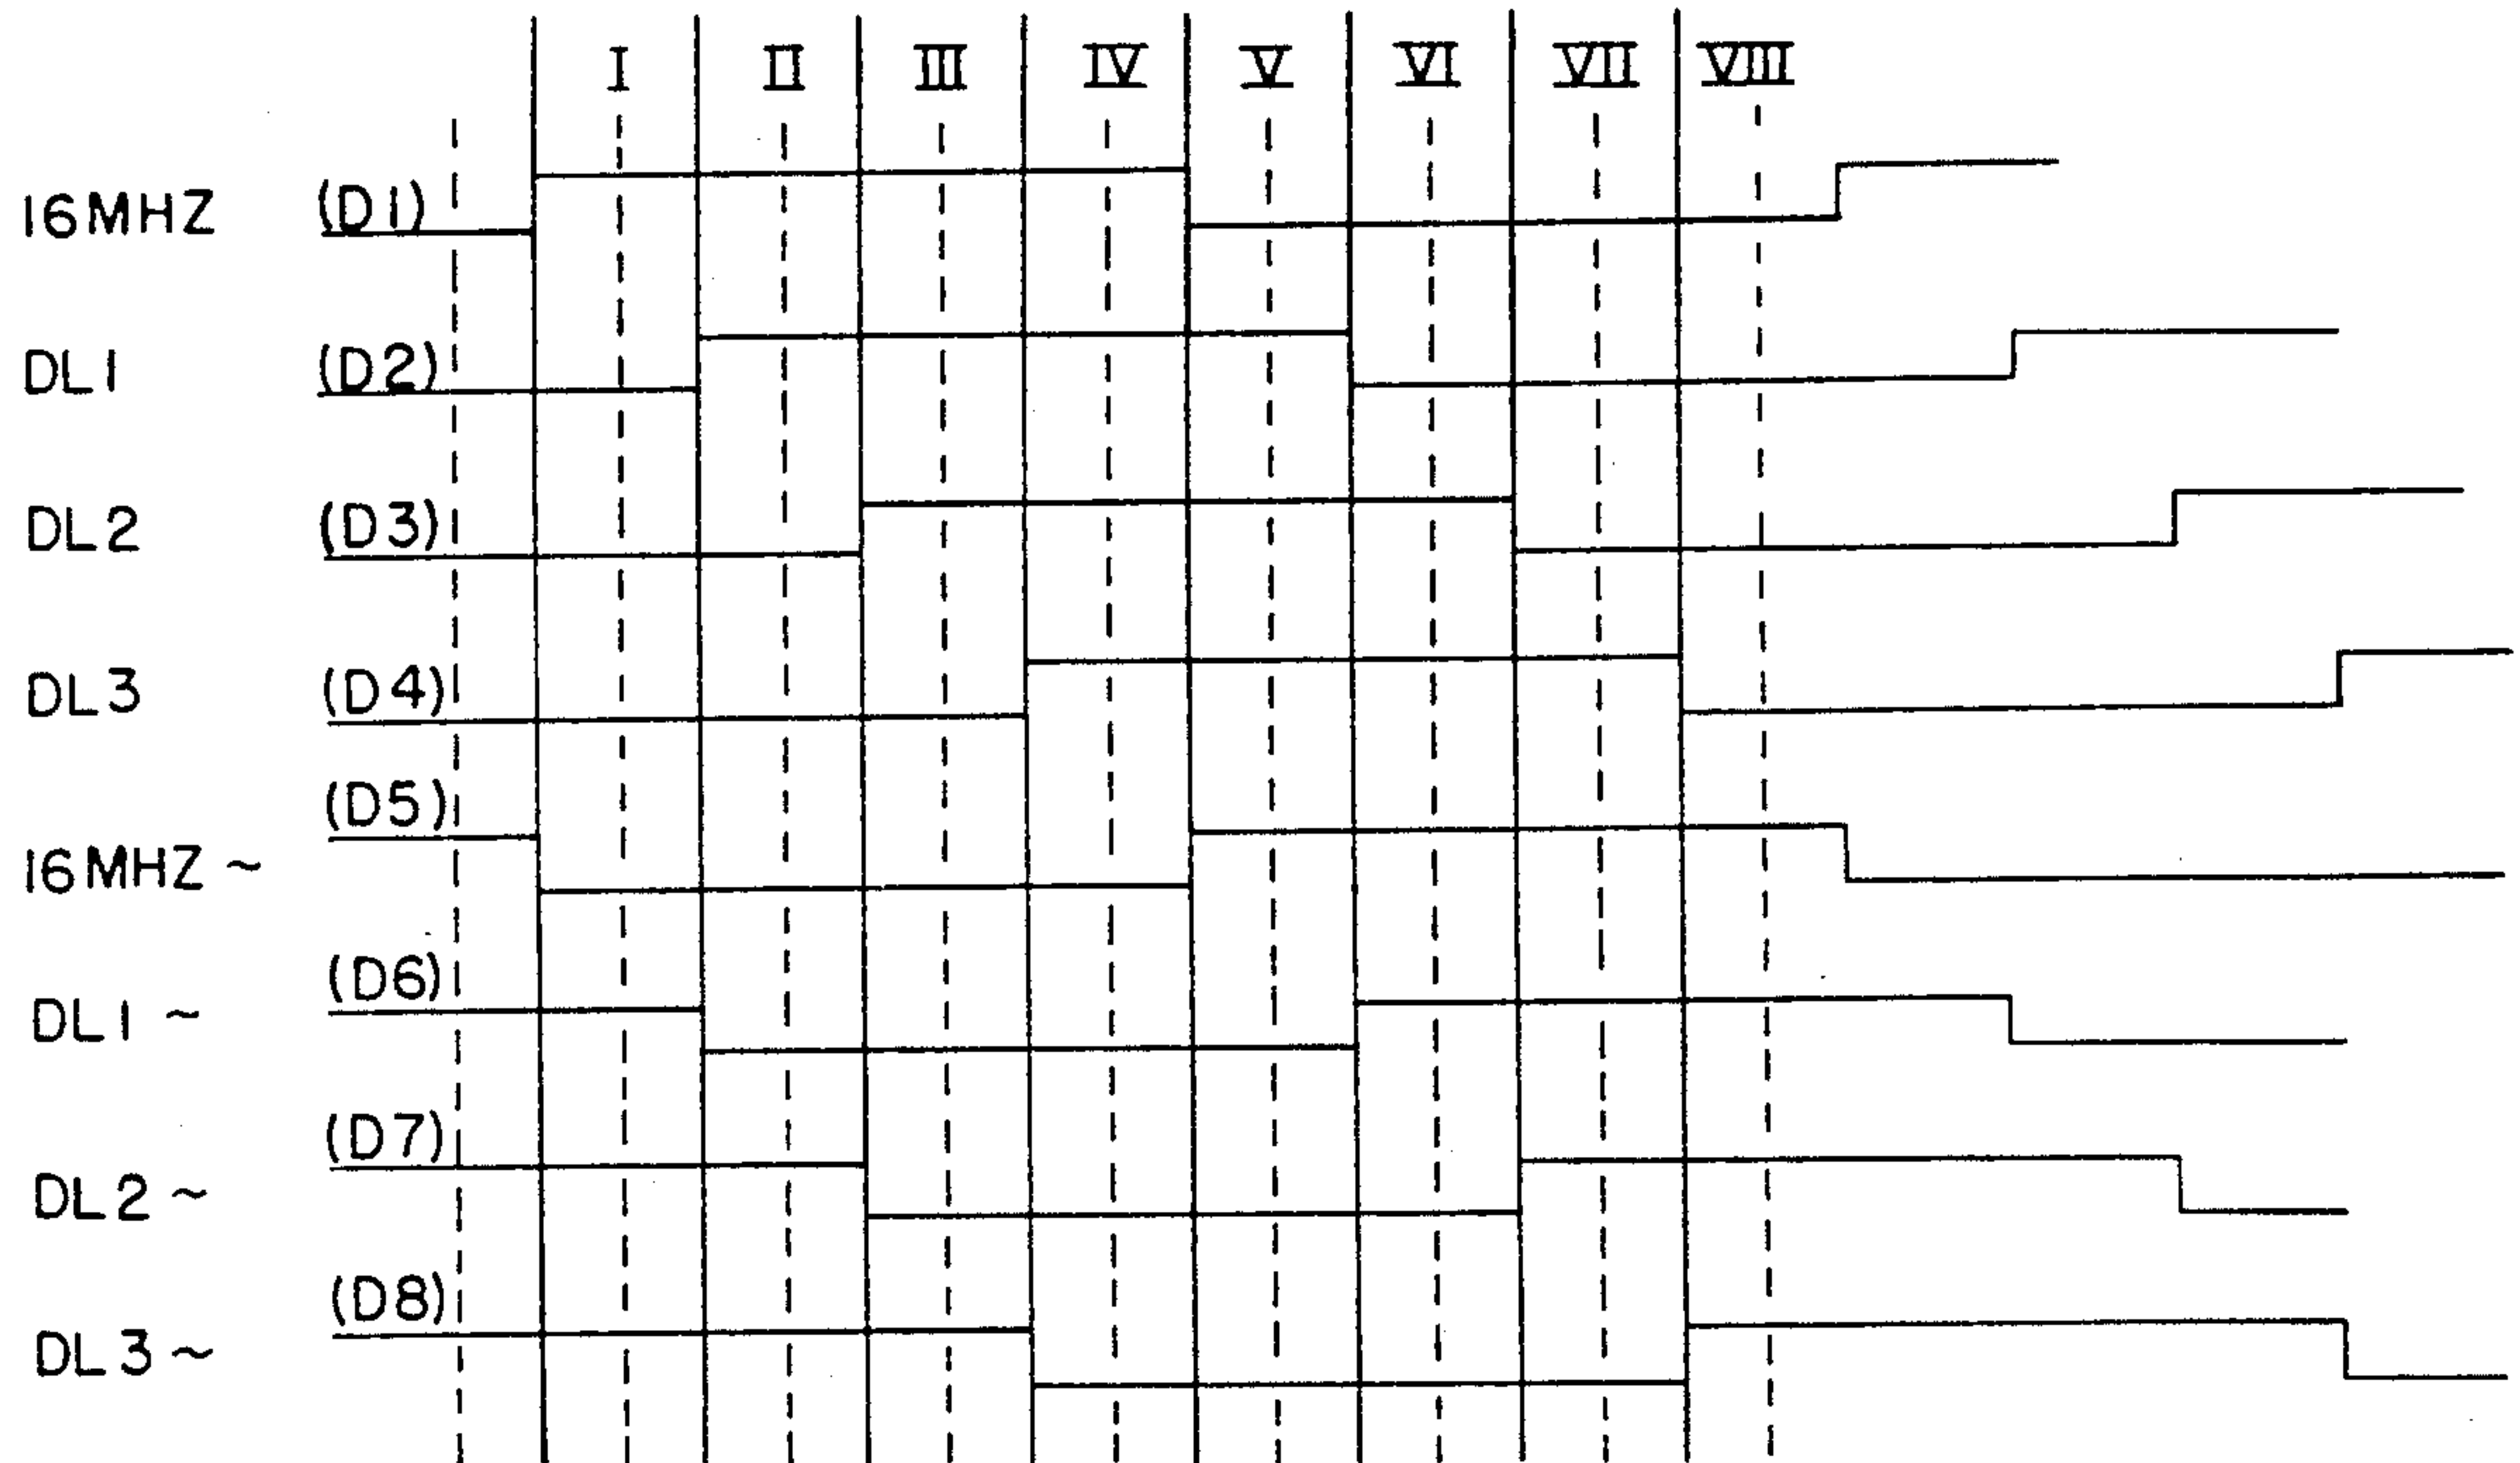 I II III IV V VI VII VIII
16MHZ (D1)
DL1 (D2)
DL2 (D3)
DL3 (D4)
(D5)
16MHZ ~
(D6)
DL1 ~
(D7)
DL2 ~
(D8)
DL3 ~